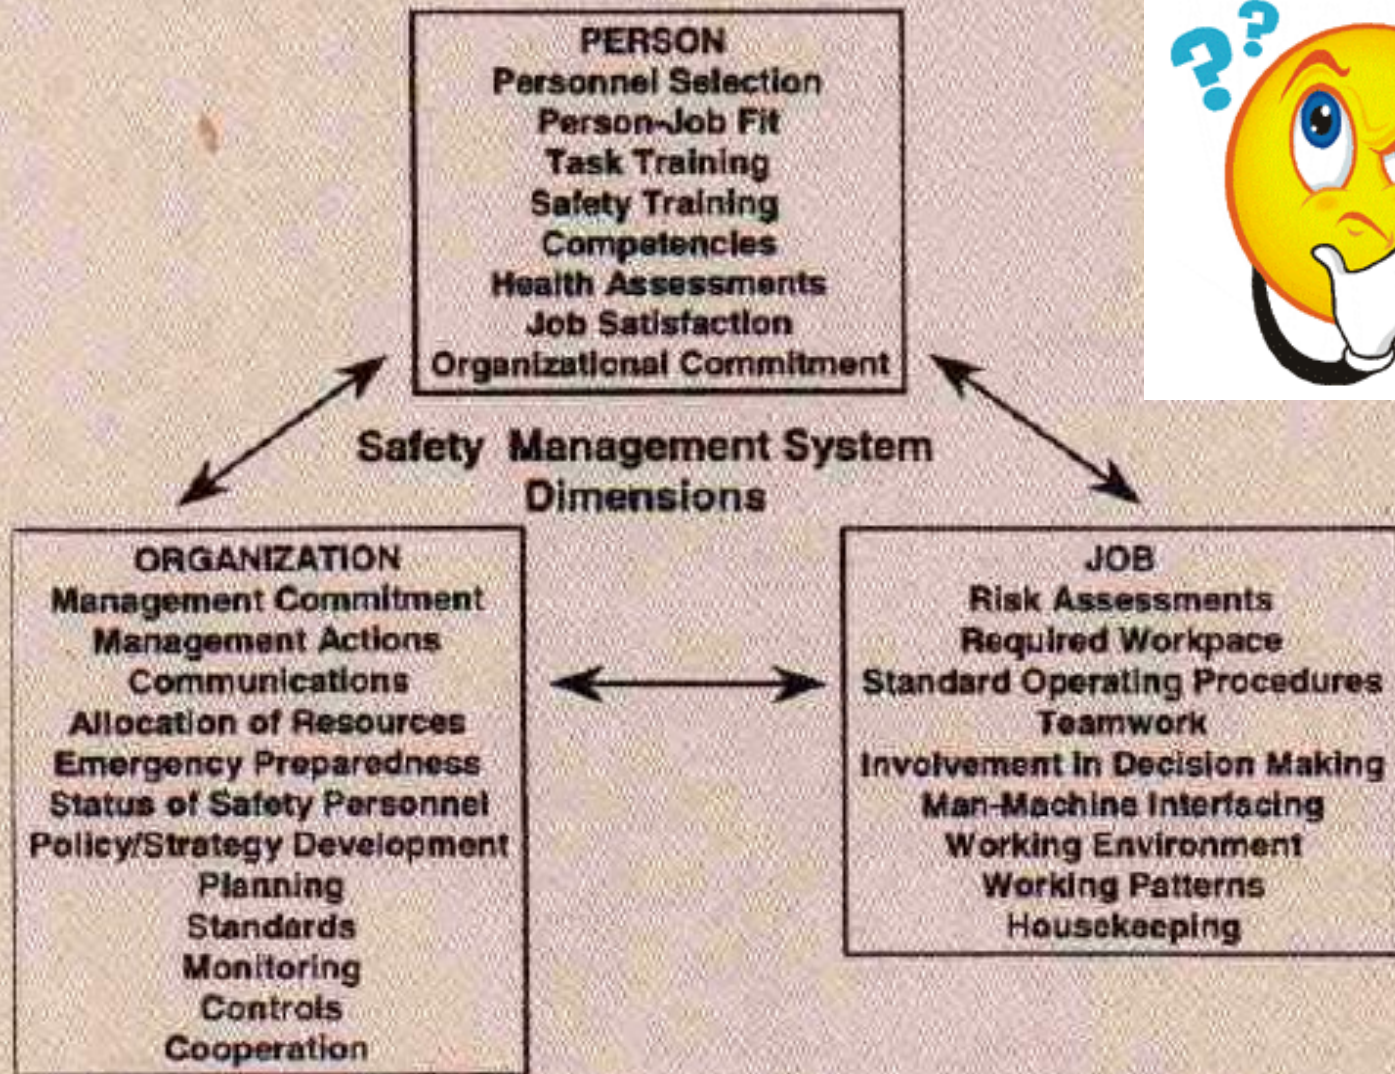 ? ?
PERSON
Personnel Selection
Person-Job Fit
Task Training
Safety Training
Competencies
Health Assessments
Job Satisfaction
Organizational Commitment
Safety Management System
Dimensions
ORGANIZATION
Management Commitment
Management Actions
Communications
Allocation of Resources
Emergency Preparedness
Status of Safety Personnel
Policy/Strategy Development
Planning
Standards
Monitoring
Controls
Cooperation
JOB
Risk Assessments
Required Workpace
Standard Operating Procedures
Teamwork
Involvement in Decision Making
Man-Machine Interfacing
Working Environment
Working Patterns
Housekeeping